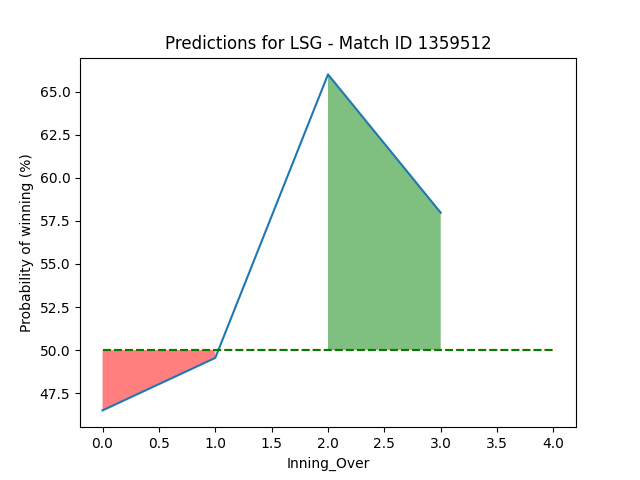 Predictions for LSG - Match ID 1359512
Probability of winning (%)
65.0
62.5
60.0
57.5
55.0
52.5
50.0
47.5
0.0 0.5 1.0 1.5 2.0 2.5 3.0 3.5 4.0
Inning_Over